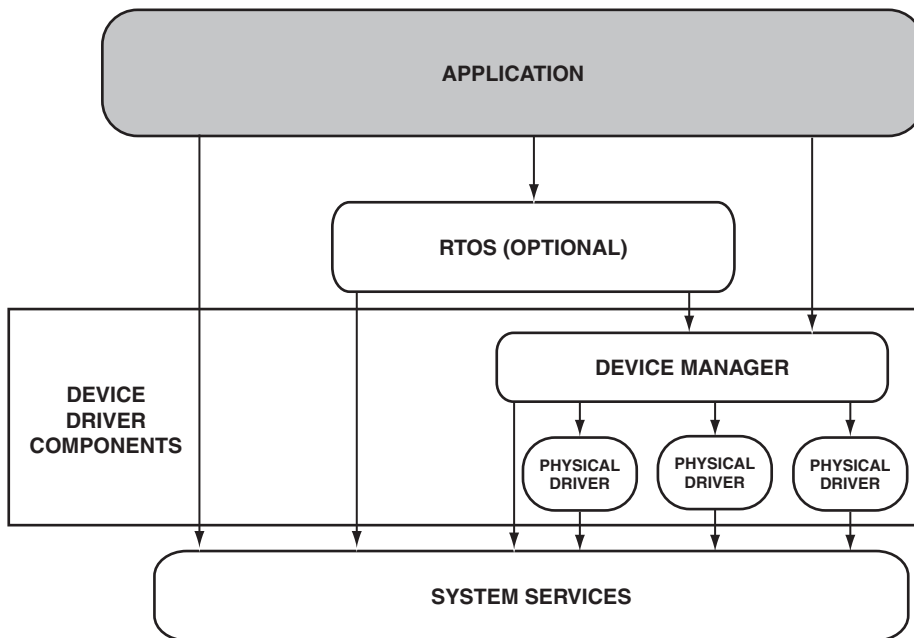 APPLICATION
RTOS (OPTIONAL)
DEVICE MANAGER
DEVICE
DRIVER
COMPONENTS
PHYSICAL
DRIVER
PHYSICAL
DRIVER
PHYSICAL
DRIVER
SYSTEM SERVICES